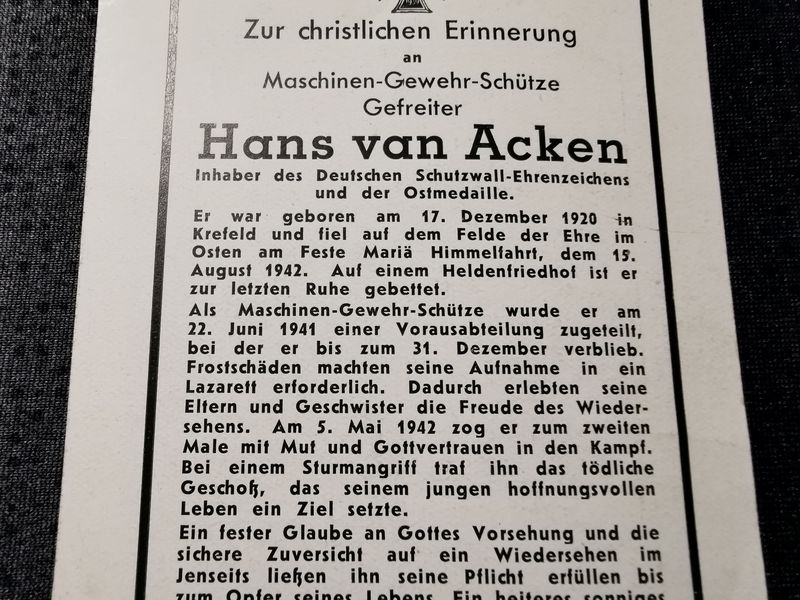 Zur christlichen Erinnerung
an
Maschinen-Gewehr-Schütze
Gefreiter
Hans van Acken
Inhaber des Deutschen Schutzwall-Ehrenzeichens
und der Ostmedaille.
Er war geboren am 17. Dezember 1920 in
Krefeld und fiel auf dem Felde der Ehre im
Osten am Feste Mariä Himmelfahrt, dem 15.
August 1942. Auf einem Heldenfriedhof ist er
zur letzten Ruhe gebettet.
Als Maschinen-Gewehr-Schütze wurde er am
22. Juni 1941 einer Vorausabteilung zugeteilt,
bei der er bis zum 31. Dezember verblieb.
Frostschäden machten seine Aufnahme in ein
Lazarett erforderlich. Dadurch erlebten seine
Eltern und Geschwister die Freude des Wieder-
sehens. Am 5. Mai 1942 zog er zum zweiten
Male mit Mut und Gottvertrauen in den Kampf.
Bei einem Sturmangriff traf ihn das tödliche
Geschoß, das seinem jungen hoffnungsvollen
Leben ein Ziel setzte.
Ein fester Glaube an Gottes Vorsehung und die
sichere Zuversicht auf ein Wiedersehen im
Jenseits ließen ihn seine Pflicht erfüllen bis
zum Opfer seines Lebens. Ein heiteres sonniges